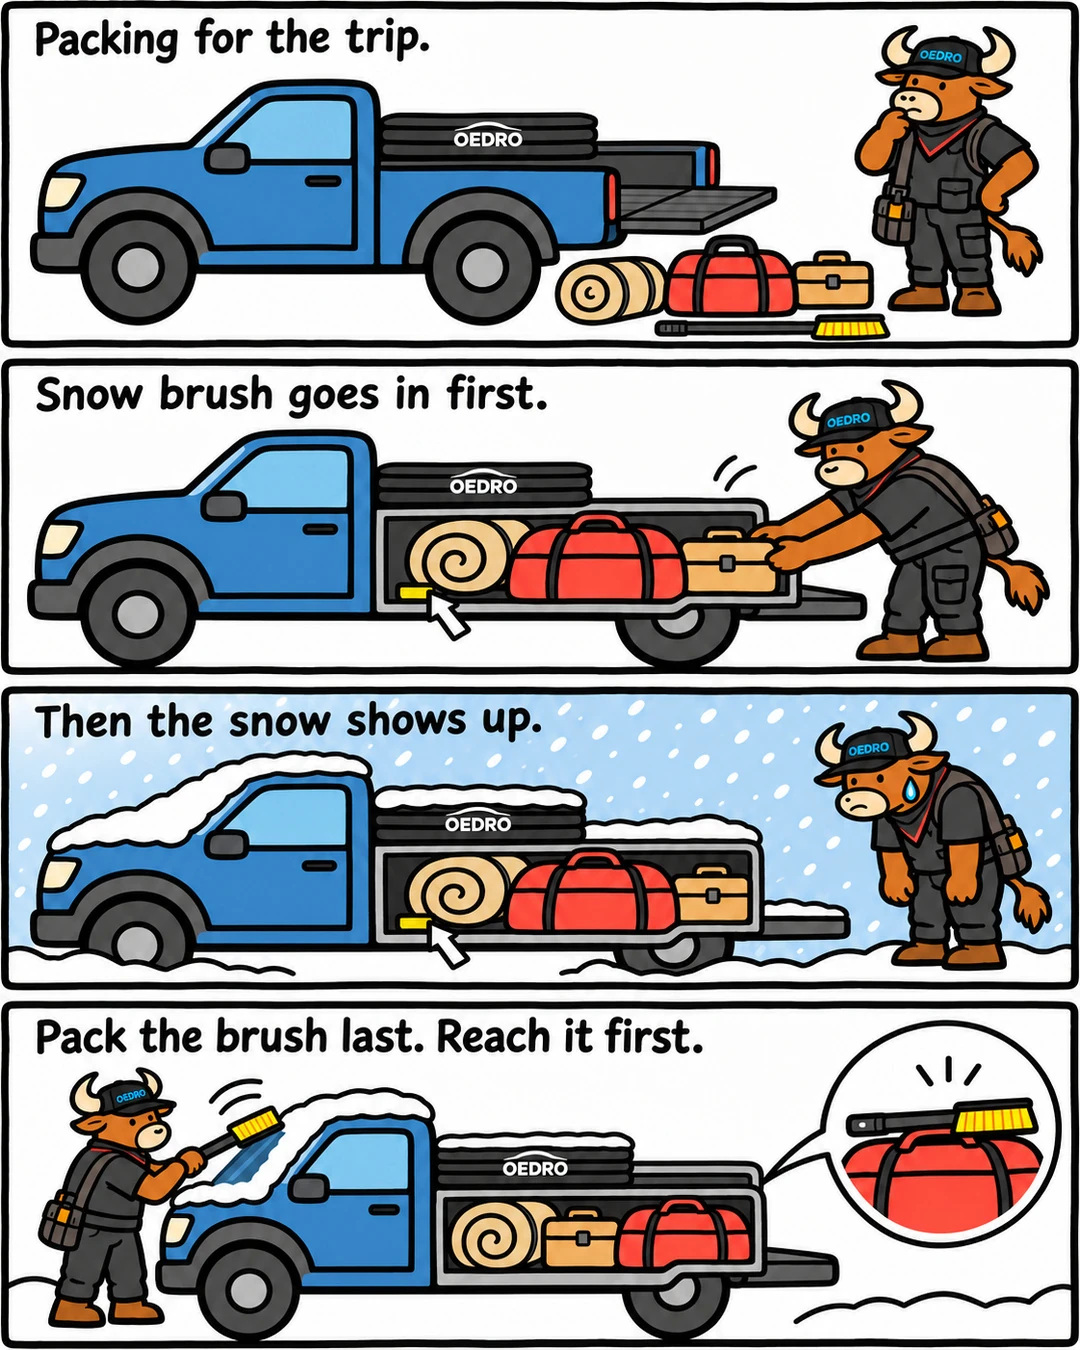 Packing for the trip.
OEDRO
OEDRO
Snow brush goes in first.
OEDRO
OEDRO
Then the snow shows up.
OEDRO
OEDRO
Pack the brush last. Reach it first.
OEDRO
OEDRO